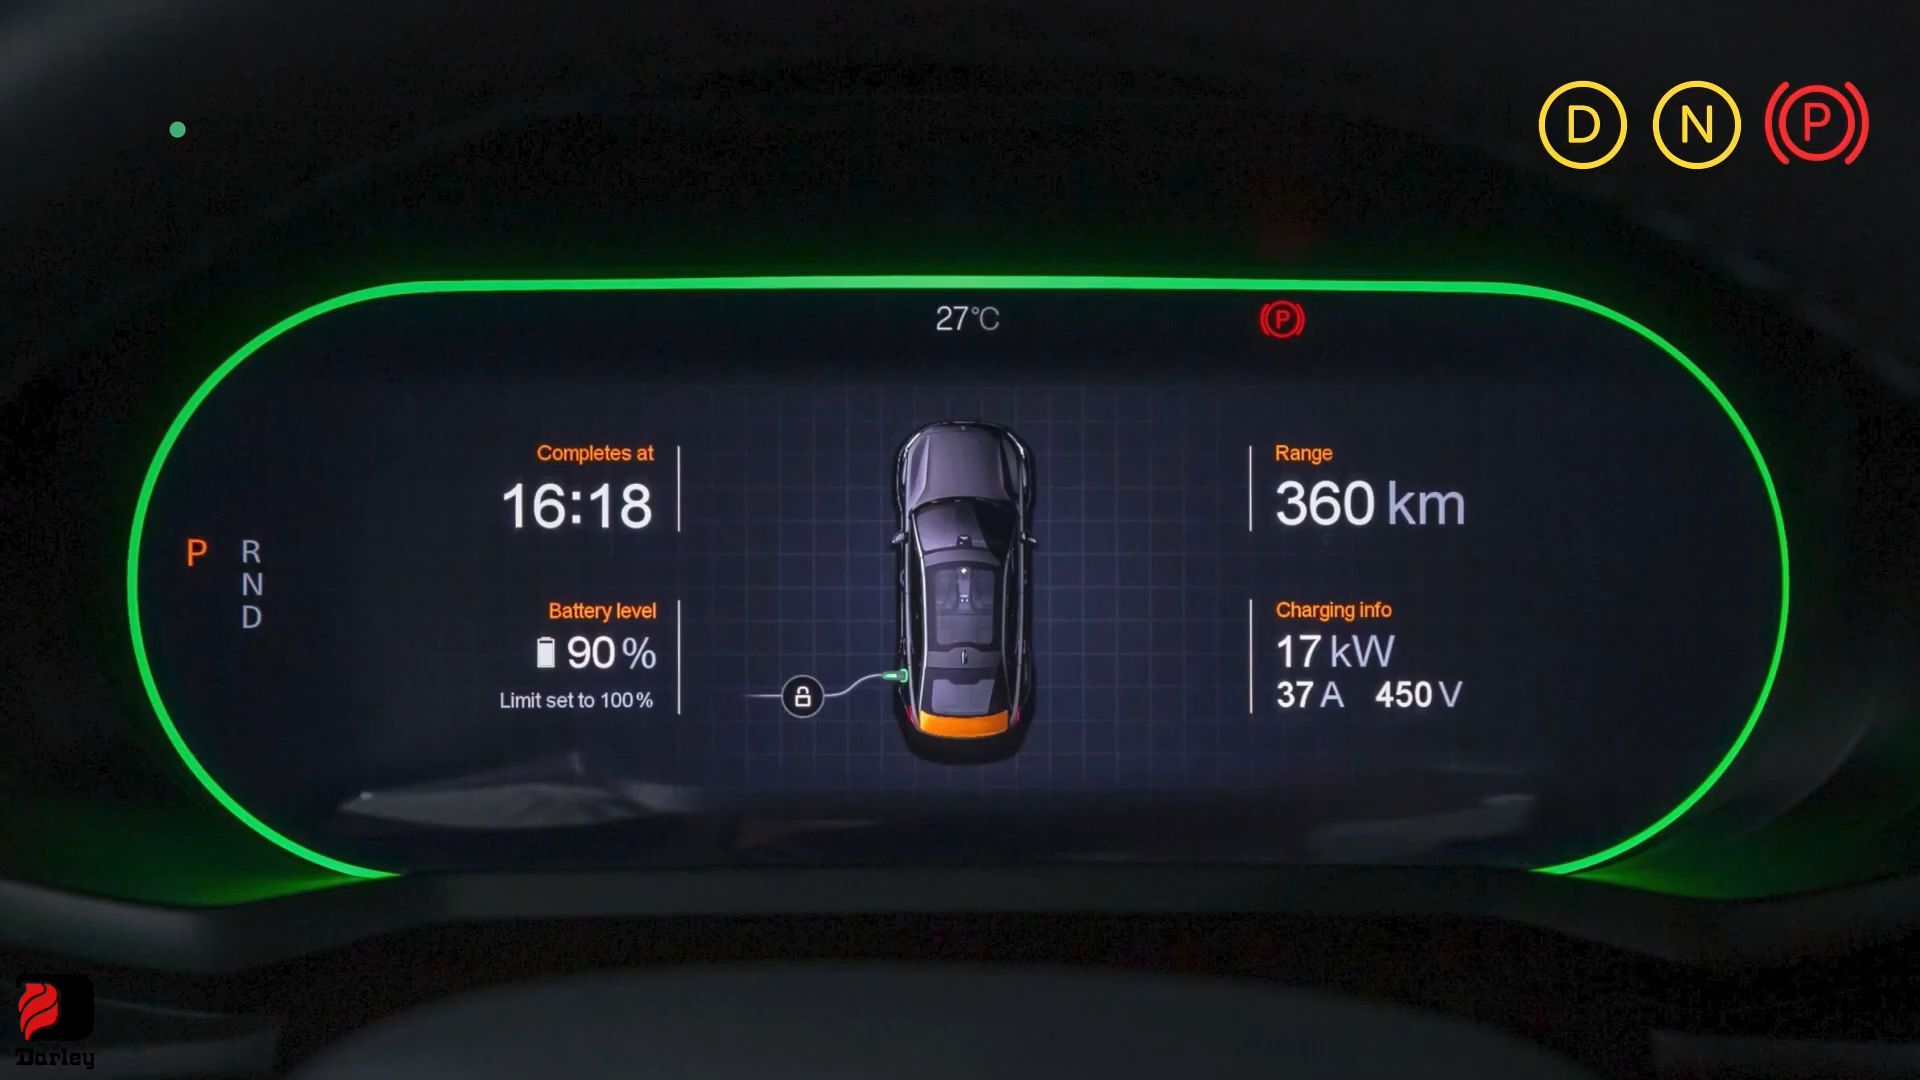 D N P
27°C
P
Completes at
16:18
Range
360 km
P R
N
D
Battery level
90 %
Limit set to 100 %
Charging info
17 kW
37 A 450 V
Darley